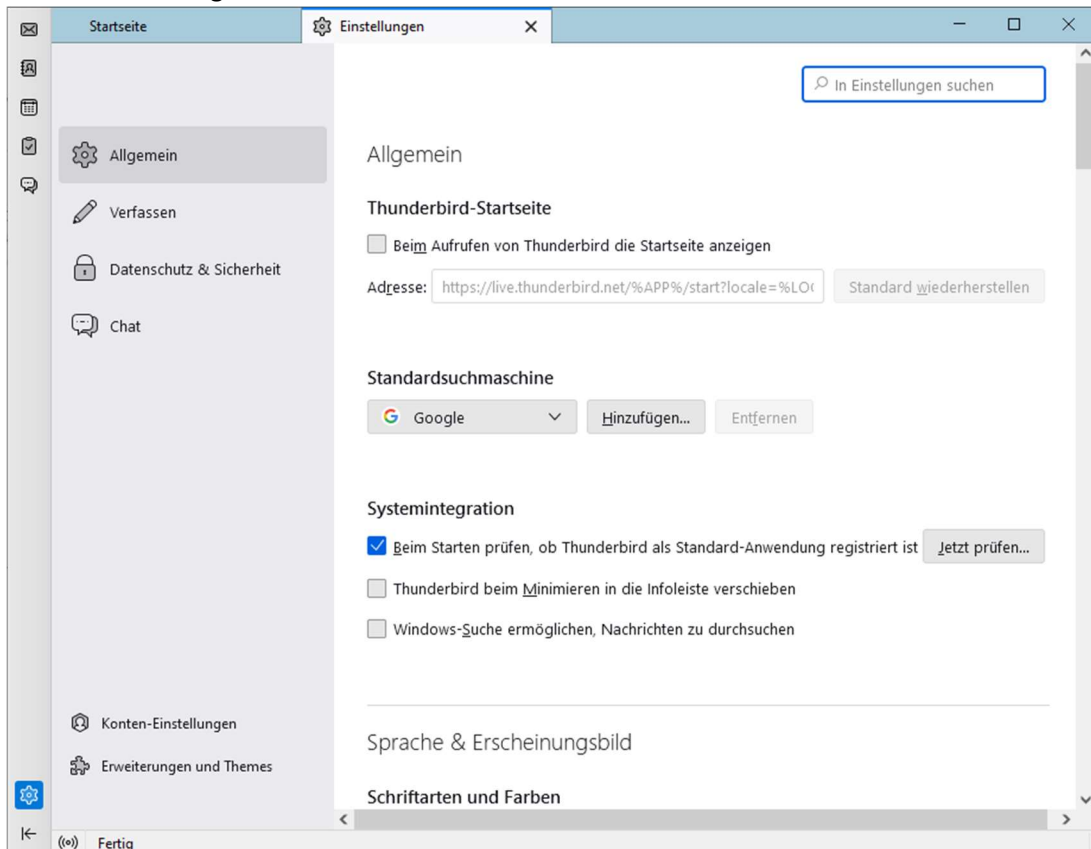 Startseite
Einstellungen
In Einstellungen suchen
Allgemein
Verfassen
Datenschutz & Sicherheit
Chat
Konten-Einstellungen
Erweiterungen und Themes
Allgemein
Thunderbird-Startseite
Beim Aufrufen von Thunderbird die Startseite anzeigen
Adresse: https://live.thunderbird.net/%APP%/start?locale=%LOC Standard wiederherstellen
Standardsuchmaschine
Google Hinzufügen... Entfernen
Systemintegration
Beim Starten prüfen, ob Thunderbird als Standard-Anwendung registriert ist Jetzt prüfen...
Thunderbird beim Minimieren in die Infoleiste verschieben
Windows-Suche ermöglichen, Nachrichten zu durchsuchen
Sprache & Erscheinungsbild
Schriftarten und Farben
Fertig